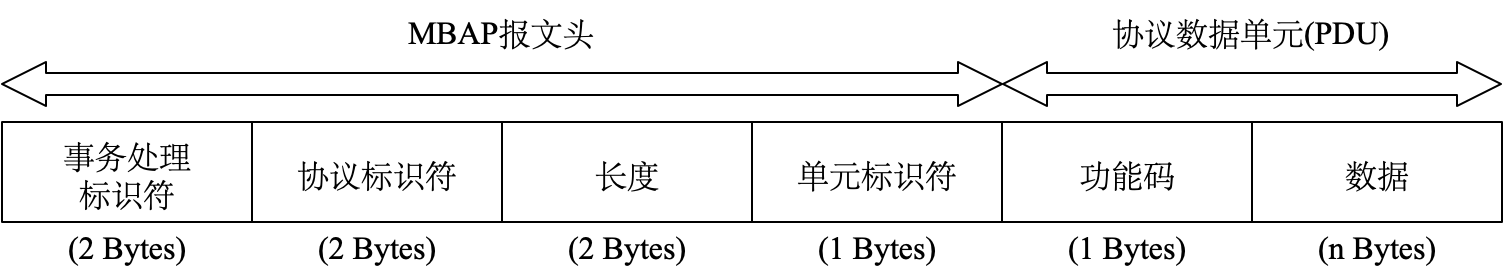 MBAP报文头
协议数据单元(PDU)
事务处理
标识符
协议标识符
长度
单元标识符
功能码
数据
(2 Bytes)
(2 Bytes)
(2 Bytes)
(1 Bytes)
(1 Bytes)
(n Bytes)